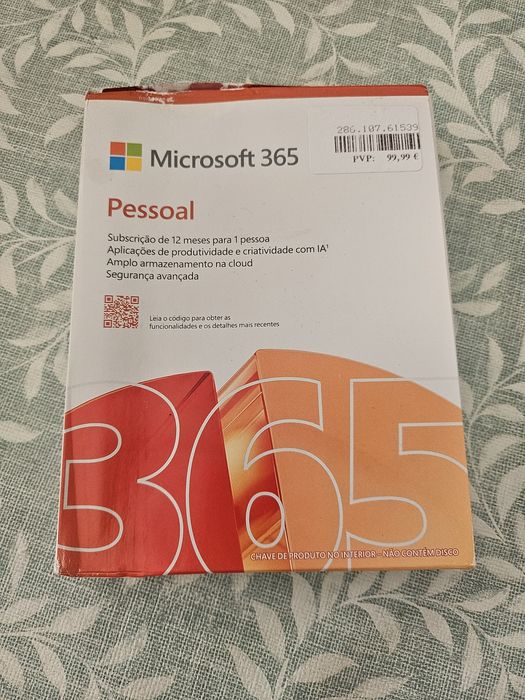 286.107.61539
PVP: 99,99 €
Microsoft 365
Pessoal
Subscrição de 12 meses para 1 pessoa
Aplicações de produtividade e criatividade com IA¹
Amplo armazenamento na cloud
Segurança avançada
Leia o código para obter as
funcionalidades e os detalhes mais recentes
365
CHAVE DE PRODUTO NO INTERIOR - NÃO CONTÉM DISCO